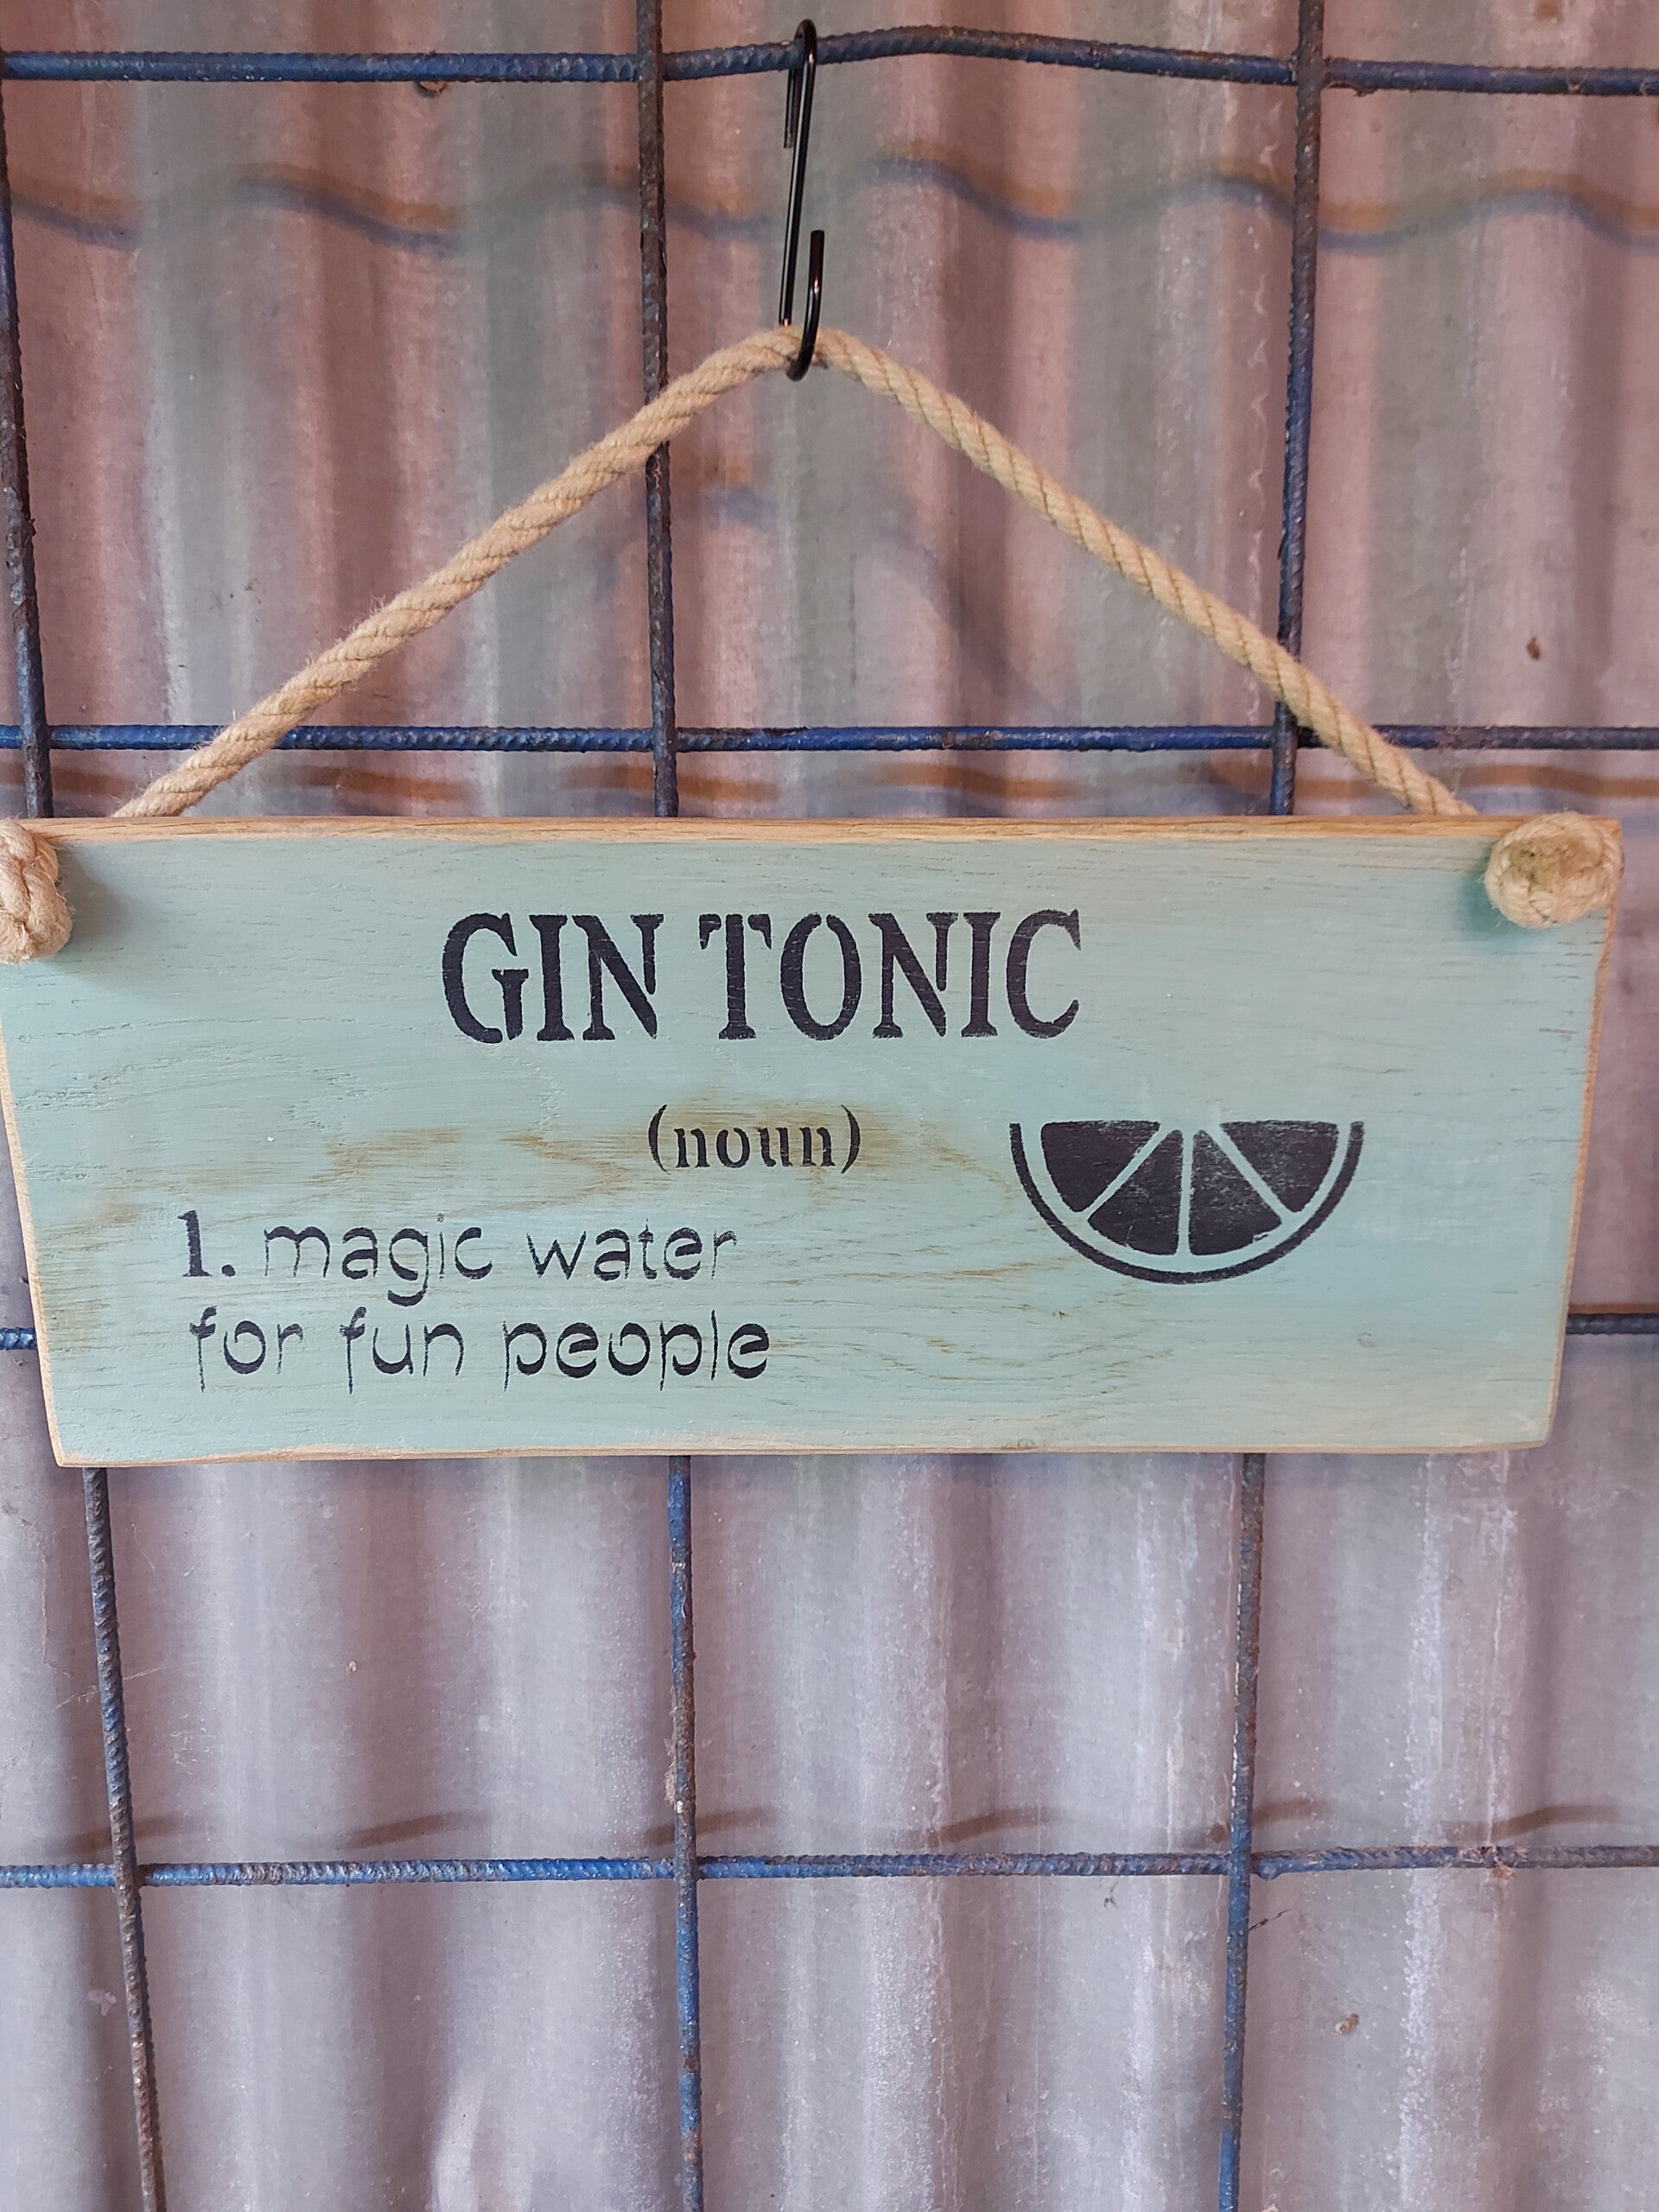 GIN TONIC
(noun)
1. magic water
for fun people